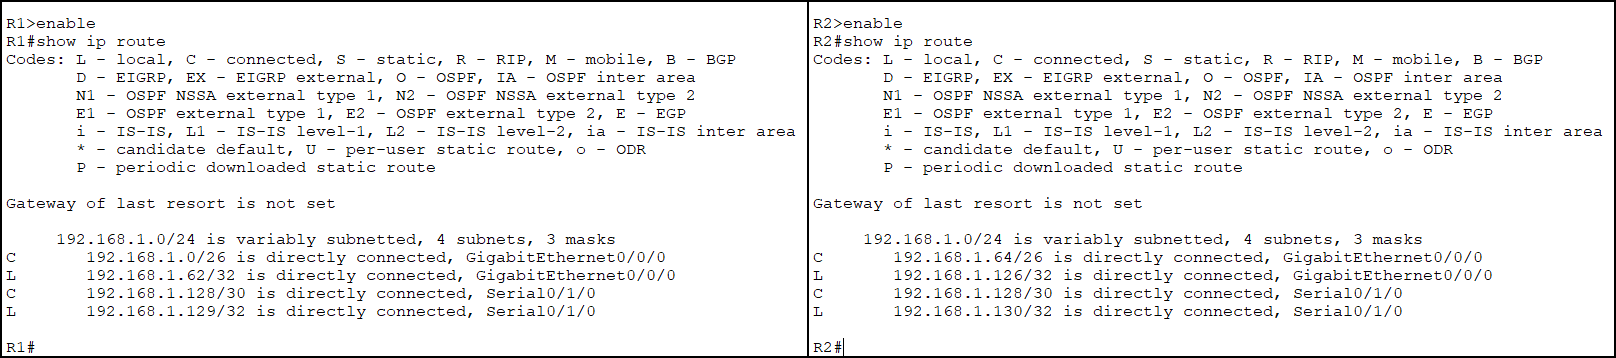 R1>enable
R1#show ip route
Codes: L - local, C - connected, S - static, R - RIP, M - mobile, B - BGP
       D - EIGRP, EX - EIGRP external, O - OSPF, IA - OSPF inter area
       N1 - OSPF NSSA external type 1, N2 - OSPF NSSA external type 2
       E1 - OSPF external type 1, E2 - OSPF external type 2, E - EGP
       i - IS-IS, L1 - IS-IS level-1, L2 - IS-IS level-2, ia - IS-IS inter area
       * - candidate default, U - per-user static route, o - ODR
       P - periodic downloaded static route

Gateway of last resort is not set

     192.168.1.0/24 is variably subnetted, 4 subnets, 3 masks
C       192.168.1.0/26 is directly connected, GigabitEthernet0/0/0
L       192.168.1.62/32 is directly connected, GigabitEthernet0/0/0
C       192.168.1.128/30 is directly connected, Serial0/1/0
L       192.168.1.129/32 is directly connected, Serial0/1/0

R1#
R2>enable
R2#show ip route
Codes: L - local, C - connected, S - static, R - RIP, M - mobile, B - BGP
       D - EIGRP, EX - EIGRP external, O - OSPF, IA - OSPF inter area
       N1 - OSPF NSSA external type 1, N2 - OSPF NSSA external type 2
       E1 - OSPF external type 1, E2 - OSPF external type 2, E - EGP
       i - IS-IS, L1 - IS-IS level-1, L2 - IS-IS level-2, ia - IS-IS inter area
       * - candidate default, U - per-user static route, o - ODR
       P - periodic downloaded static route

Gateway of last resort is not set

     192.168.1.0/24 is variably subnetted, 4 subnets, 3 masks
C       192.168.1.64/26 is directly connected, GigabitEthernet0/0/0
L       192.168.1.126/32 is directly connected, GigabitEthernet0/0/0
C       192.168.1.128/30 is directly connected, Serial0/1/0
L       192.168.1.130/32 is directly connected, Serial0/1/0

R2#